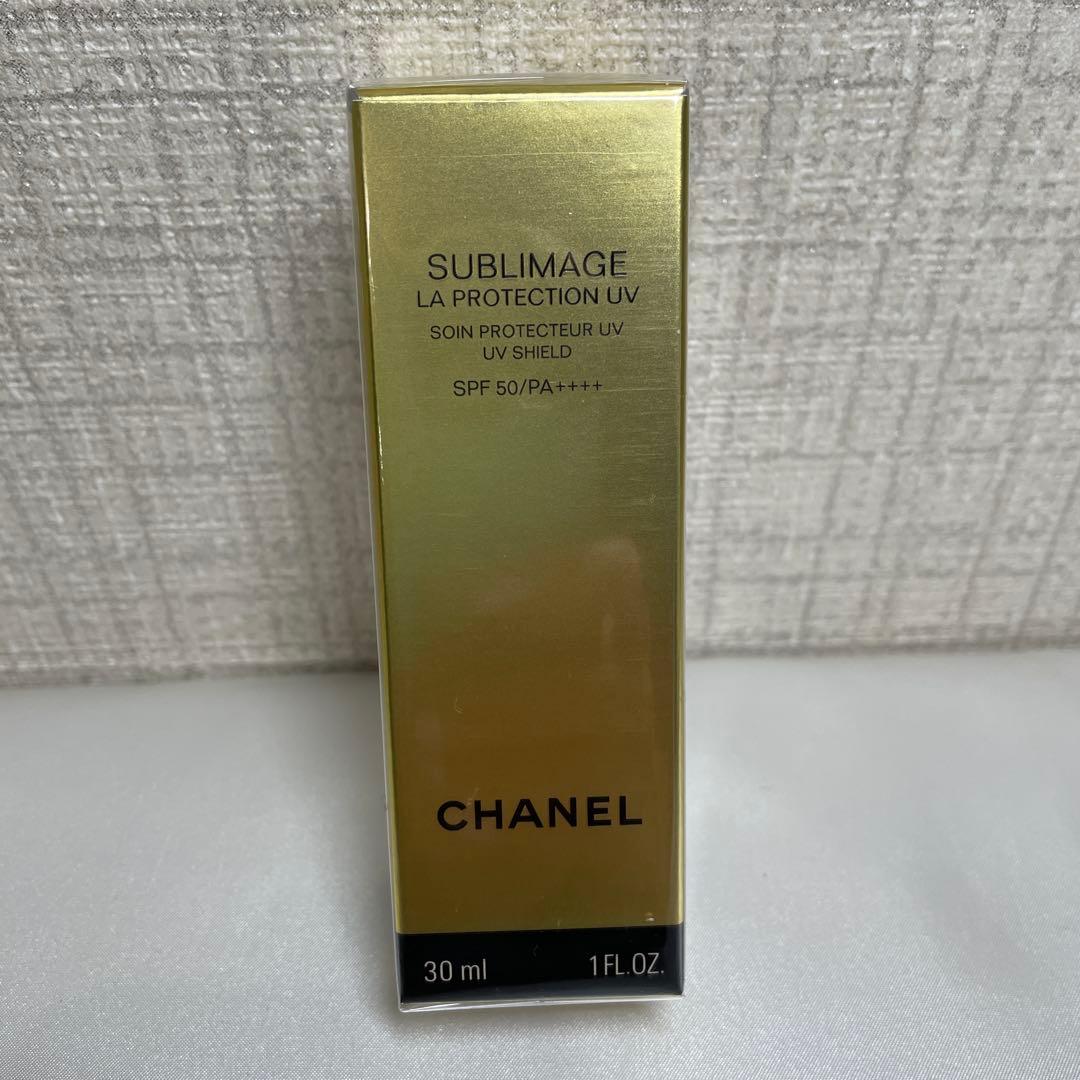 SUBLIMAGE
LA PROTECTION UV
SOIN PROTECTEUR UV
UV SHIELD
SPF 50/PA++++
CHANEL
30 ml 1 FL.OZ.